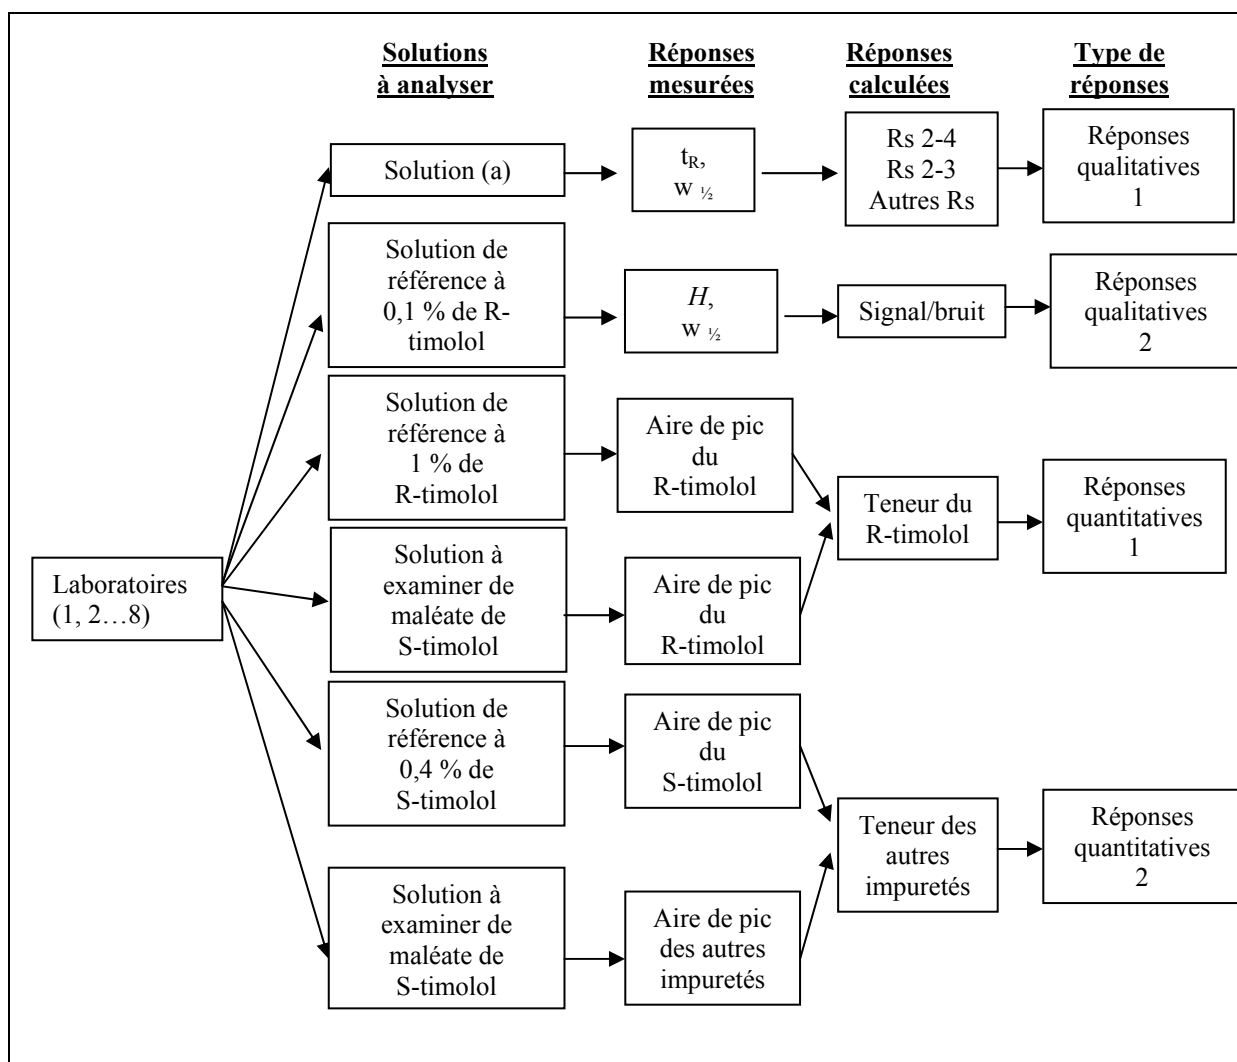 Solutions
à analyser
Réponses
mesurées
Réponses
calculées
Type de
réponses
Solution (a)
tR,
w ½
Rs 2-4
Rs 2-3
Autres Rs
Réponses
qualitatives
1
Solution de
référence à
0,1 % de R-
timolol
H,
w ½
Signal/bruit
Réponses
qualitatives
2
Solution de
référence à
1 % de
R-timolol
Aire de pic
du
R-timolol
Teneur du
R-timolol
Réponses
quantitatives
1
Laboratoires
(1, 2…8)
Solution à
examiner de
maléate de
S-timolol
Aire de pic
du
R-timolol
Solution de
référence à
0,4 % de
S-timolol
Aire de pic
du
S-timolol
Teneur des
autres
impuretés
Réponses
quantitatives
2
Solution à
examiner de
maléate de
S-timolol
Aire de pic
des autres
impuretés